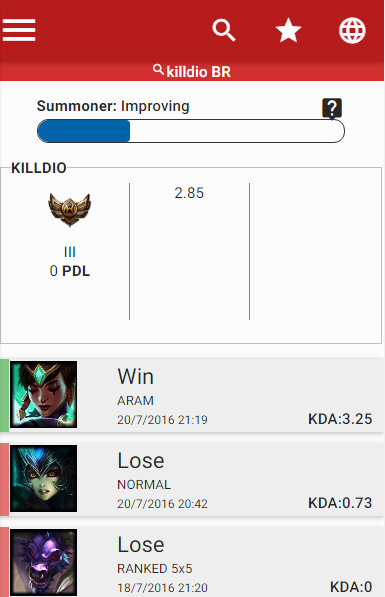 killdio BR
Summoner: Improving
?
KILLDIO
2.85
III
0 PDL
Win
ARAM
20/7/2016 21:19
KDA:3.25
Lose
NORMAL
20/7/2016 20:42
KDA:0.73
Lose
RANKED 5x5
18/7/2016 21:20
KDA:0